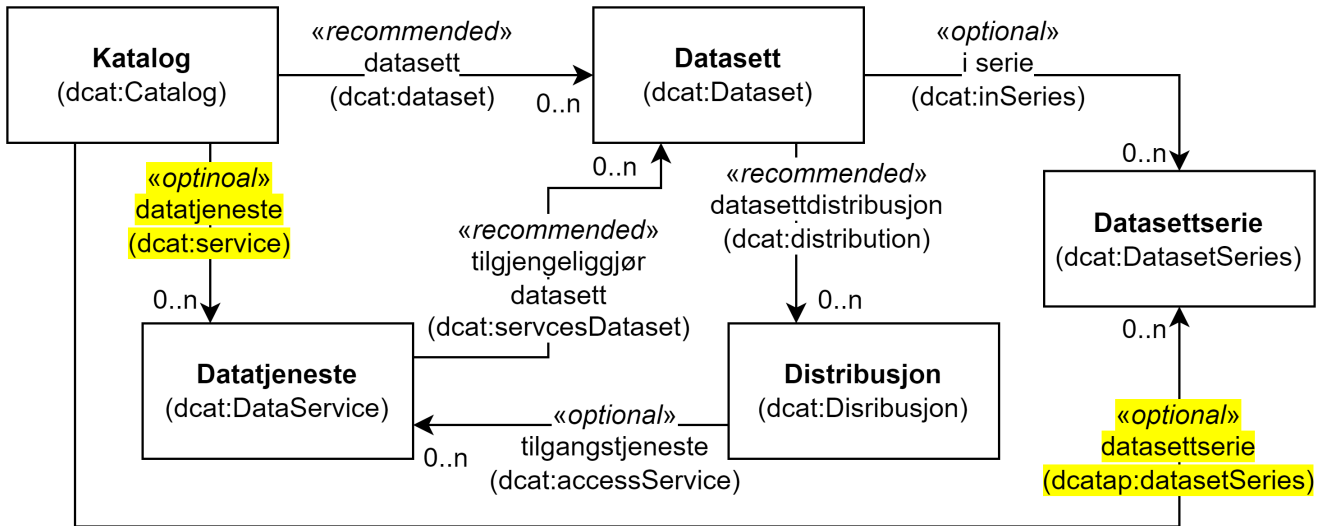 Katalog
(dcat:Catalog)
«recommended»
datasett
(dcat:dataset)
0..n
Datasett
(dcat:Dataset)
«optional»
i serie
(dcat:inSeries)
0..n
«optinoal»
datatjeneste
(dcat:service)
0..n
0..n
«recommended»
tilgjengeliggjør
datasett
(dcat:servcesDataset)
«recommended»
datasettdistribusjon
(dcat:distribution)
0..n
Datasettserie
(dcat:DatasetSeries)
0..n
Datatjeneste
(dcat:DataService)
Distribusjon
(dcat:Disribusjon)
«optional»
tilgangstjeneste
(dcat:accessService)
0..n
«optional»
datasettserie
(dcatap:datasetSeries)